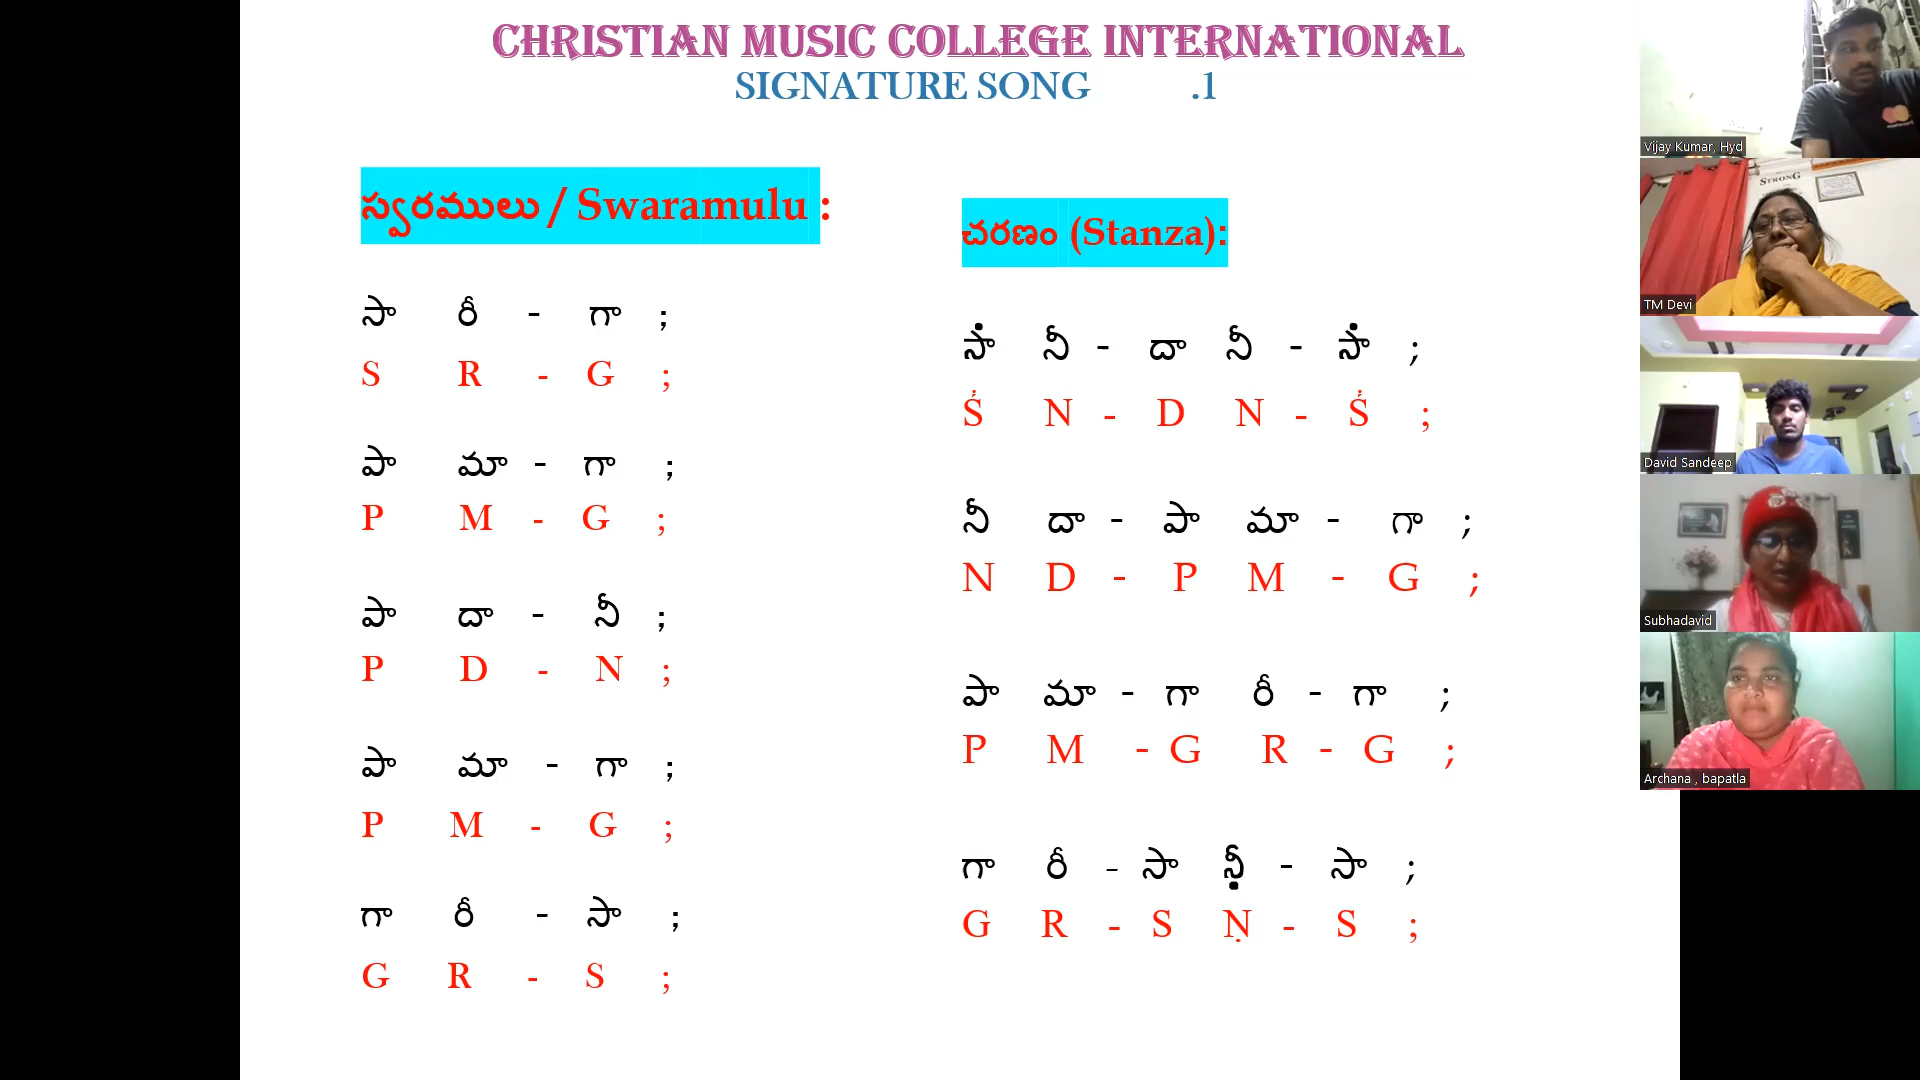 CHRISTIAN MUSIC COLLEGE INTERNATIONAL
SIGNATURE SONG .1
స్వరములు / Swaramulu :
సా రీ - గా ;
S R - G ;
పా మా - గా ;
P M - G ;
పా దా - నీ ;
P D - N ;
పా మా - గా ;
P M - G ;
గా రీ - సా ;
G R - S ;
చరణం (Stanza):
సా̇ నీ - దా నీ - సా̇ ;
Ṡ N - D N - Ṡ ;
నీ దా - పా మా - గా ;
N D - P M - G ;
పా మా - గా రీ - గా ;
P M - G R - G ;
గా రీ - సా నీ̣ - సా ;
G R - S Ṇ - S ;
Vijay Kumar, Hyd
STRONG
TM Devi
David Sandeep
Subhadavid
Archana , bapatla